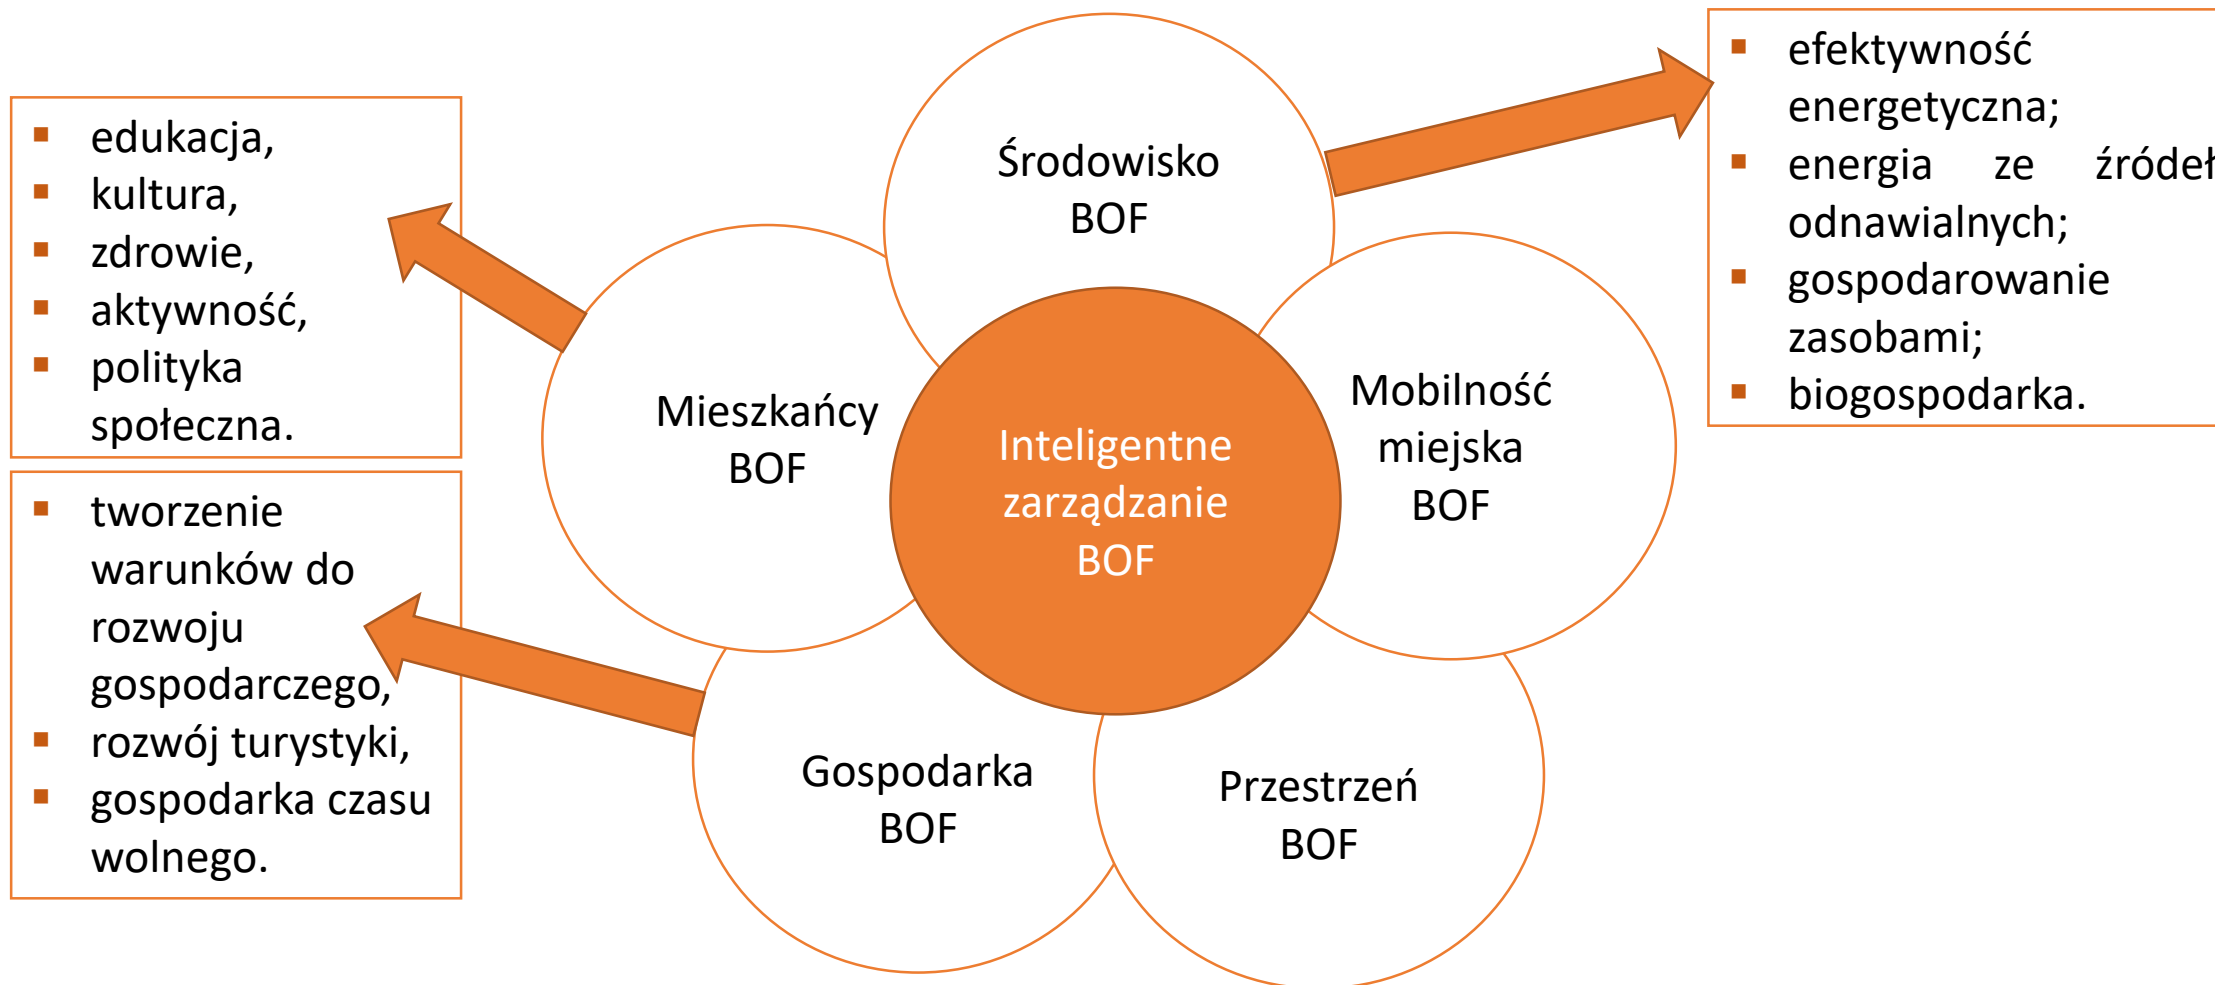 ▪ edukacja,
▪ kultura,
▪ zdrowie,
▪ aktywność,
▪ polityka
społeczna.
▪ tworzenie
warunków do
rozwoju
gospodarczego,
▪ rozwój turystyki,
▪ gospodarka czasu
wolnego.
Środowisko
BOF
Mieszkańcy
BOF
Inteligentne
zarządzanie
BOF
Mobilność
miejska
BOF
Gospodarka
BOF
Przestrzeń
BOF
▪ efektywność
energetyczna;
▪ energia ze źródeł
odnawialnych;
▪ gospodarowanie
zasobami;
▪ biogospodarka.